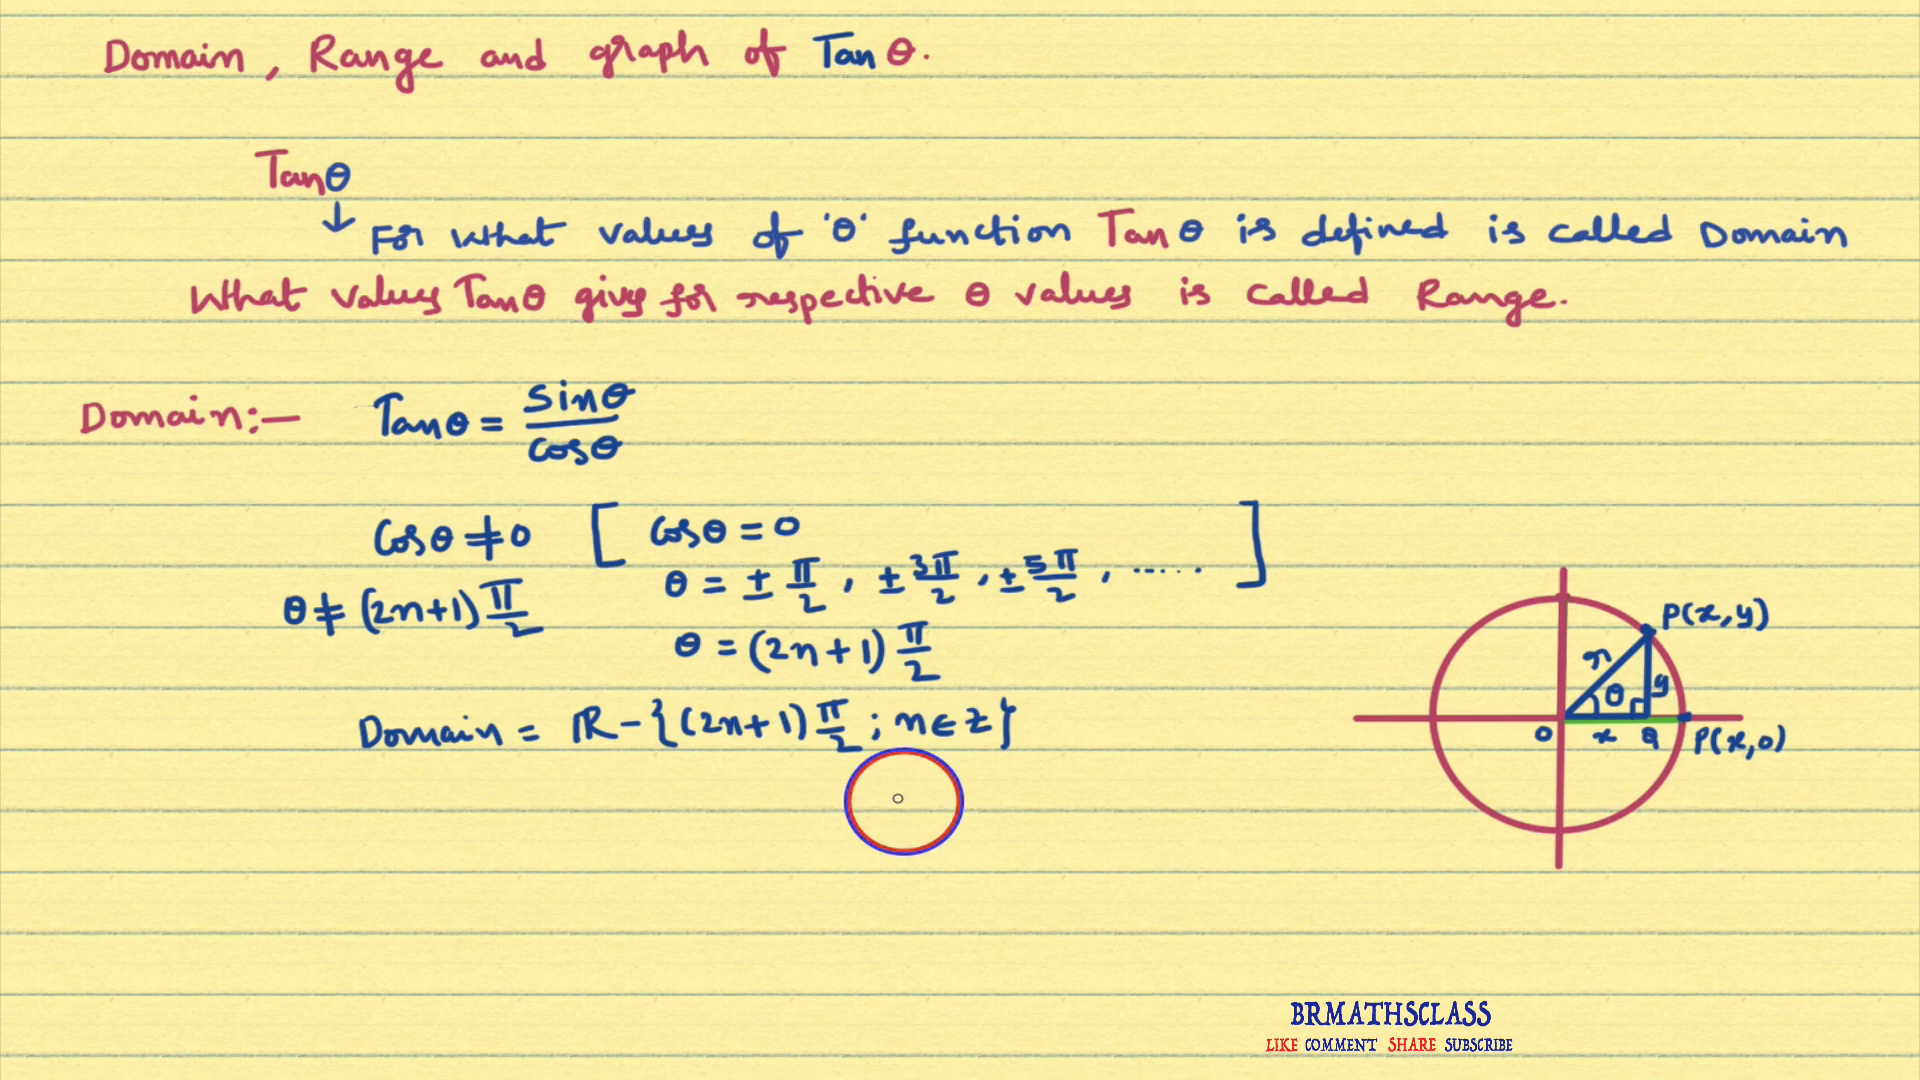 Domain, Range and graph of Tan θ.
Tanθ
↓ For what values of 'θ' function Tan θ is defined is called Domain
What values Tanθ gives for respective θ values is called Range.
Domain:— Tanθ = sinθ/cosθ
Cosθ ≠ 0 [ Cosθ = 0
θ = ± π/2, ± 3π/2, ± 5π/2, ...... ]
θ ≠ (2n+1) π/2
θ = (2n+1) π/2
Domain = R - {(2n+1) π/2 ; n ∈ z}
P(x,y)
r
θ
y
O x Q P(x,0)
BRMATHSCLASS
LIKE COMMENT SHARE SUBSCRIBE